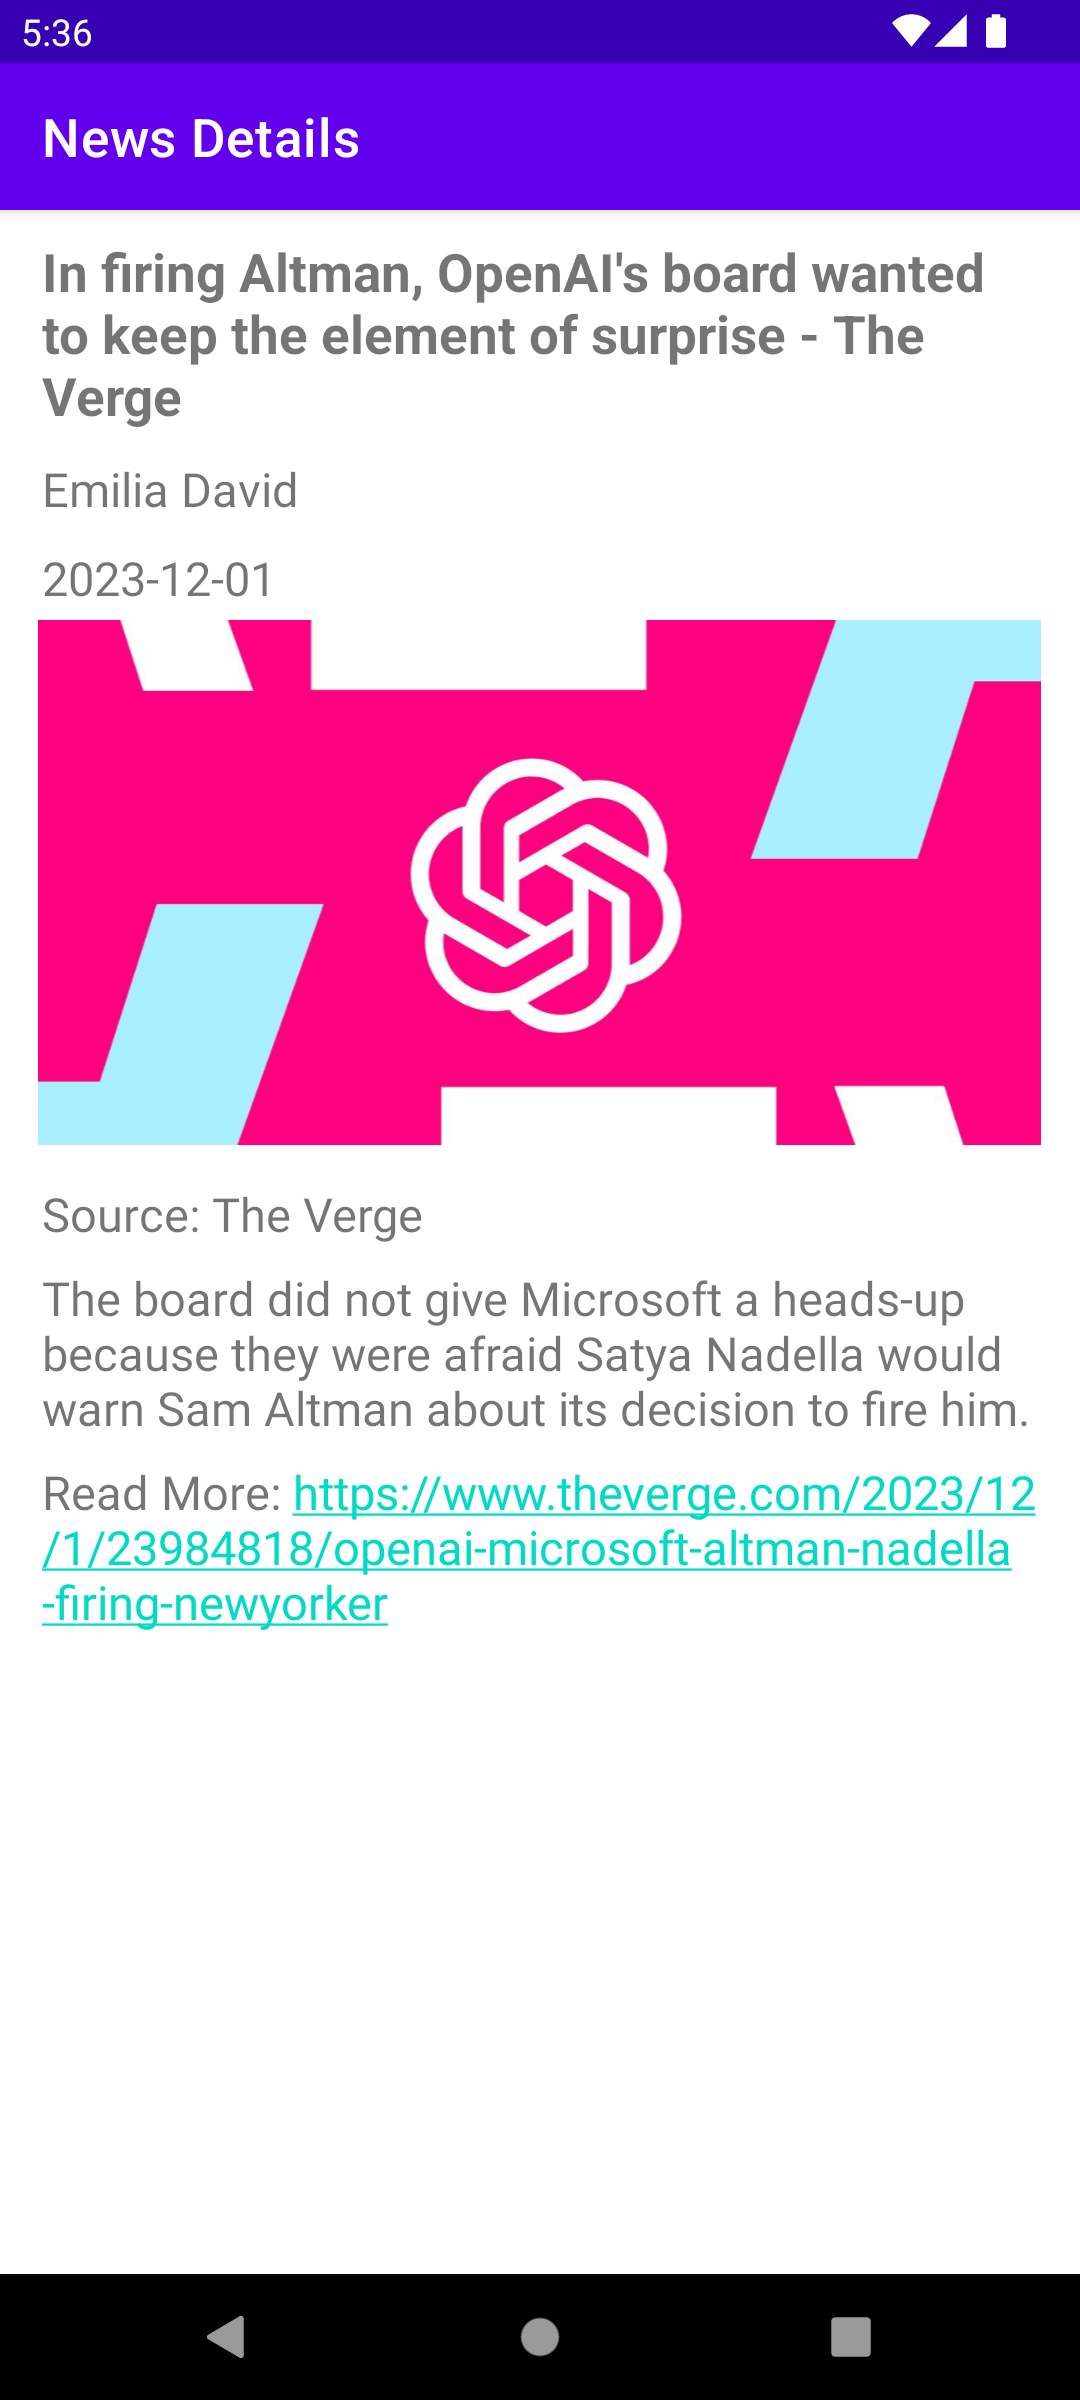 5:36
News Details
In firing Altman, OpenAI's board wanted
to keep the element of surprise - The
Verge
Emilia David
2023-12-01
Source: The Verge
The board did not give Microsoft a heads-up
because they were afraid Satya Nadella would
warn Sam Altman about its decision to fire him.
Read More: https://www.theverge.com/2023/12
/1/23984818/openai-microsoft-altman-nadella
-firing-newyorker